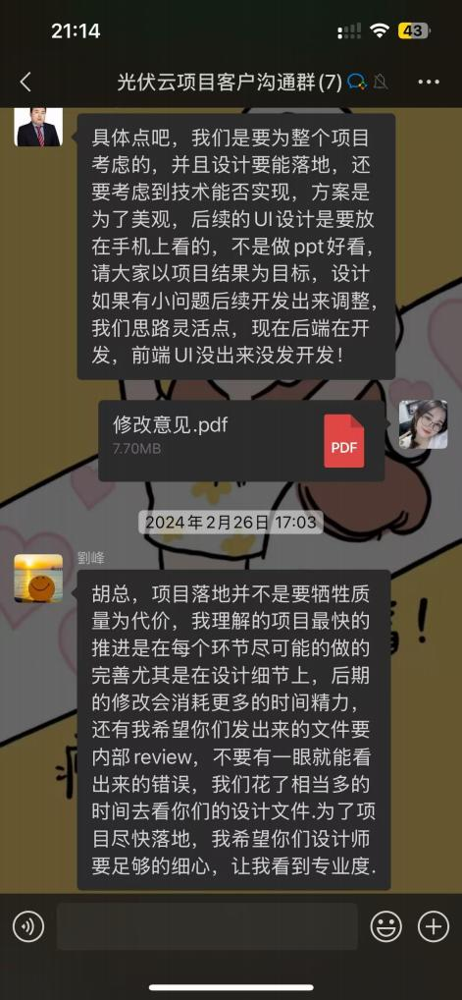 21:14
43
光伏云项目客户沟通群(7)
具体点吧，我们是要为整个项目
考虑的，并且设计要能落地，还
要考虑到技术能否实现，方案是
为了美观，后续的UI设计是要放
在手机上看的，不是做ppt好看，
请大家以项目结果为目标，设计
如果有小问题后续开发出来调整，
我们思路灵活点，现在后端在开
发，前端UI没出来没发开发！
修改意见.pdf
7.70MB
PDF
2024年2月26日 17:03
劉峰
胡总，项目落地并不是要牺牲质
量为代价，我理解的项目最快的
推进是在每个环节尽可能的做的
完善尤其是在设计细节上，后期
的修改会消耗更多的时间精力，
还有我希望你们发出来的文件要
内部review，不要有一眼就能看
出来的错误，我们花了相当多的
时间去看你们的设计文件.为了项
目尽快落地，我希望你们设计师
要足够的细心，让我看到专业度.